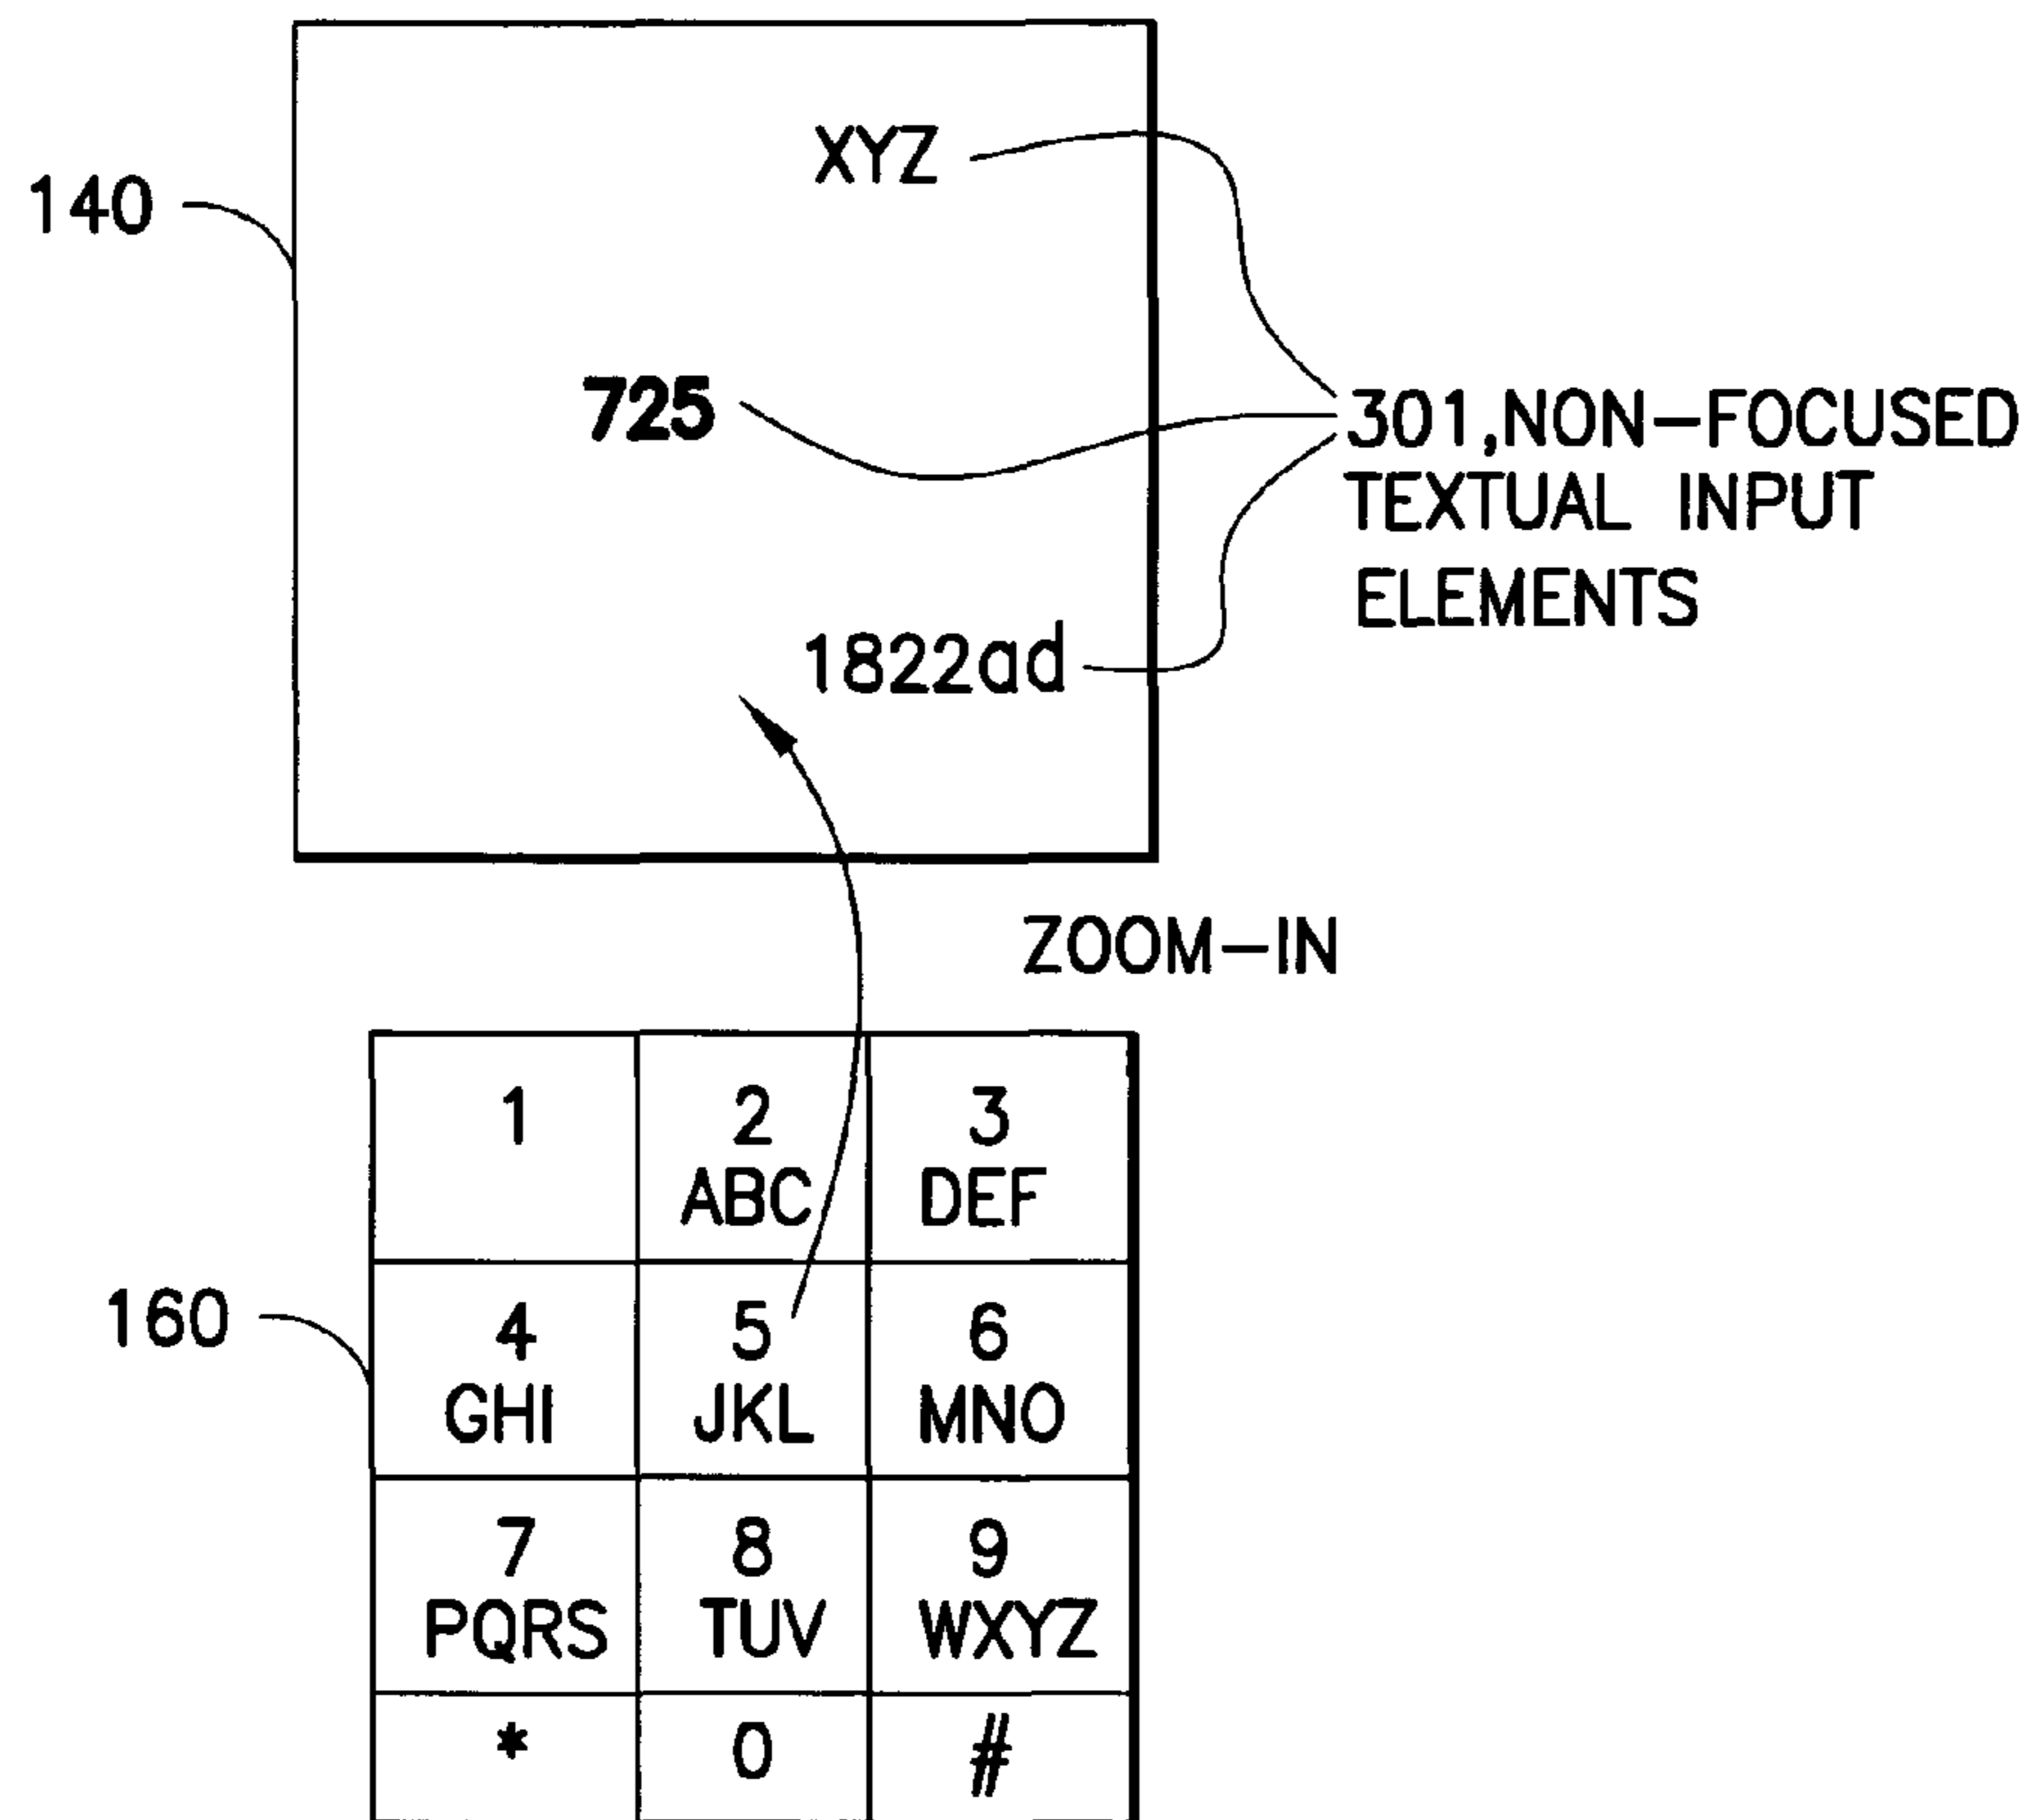 XYZ
140
725
301,NON-FOCUSED
TEXTUAL INPUT
ELEMENTS
1822ad
ZOOM-IN
1 2 3
ABC DEF
160
4 5 6
GHI JKL MNO
7 8 9
PQRS TUV WXYZ
* 0 #